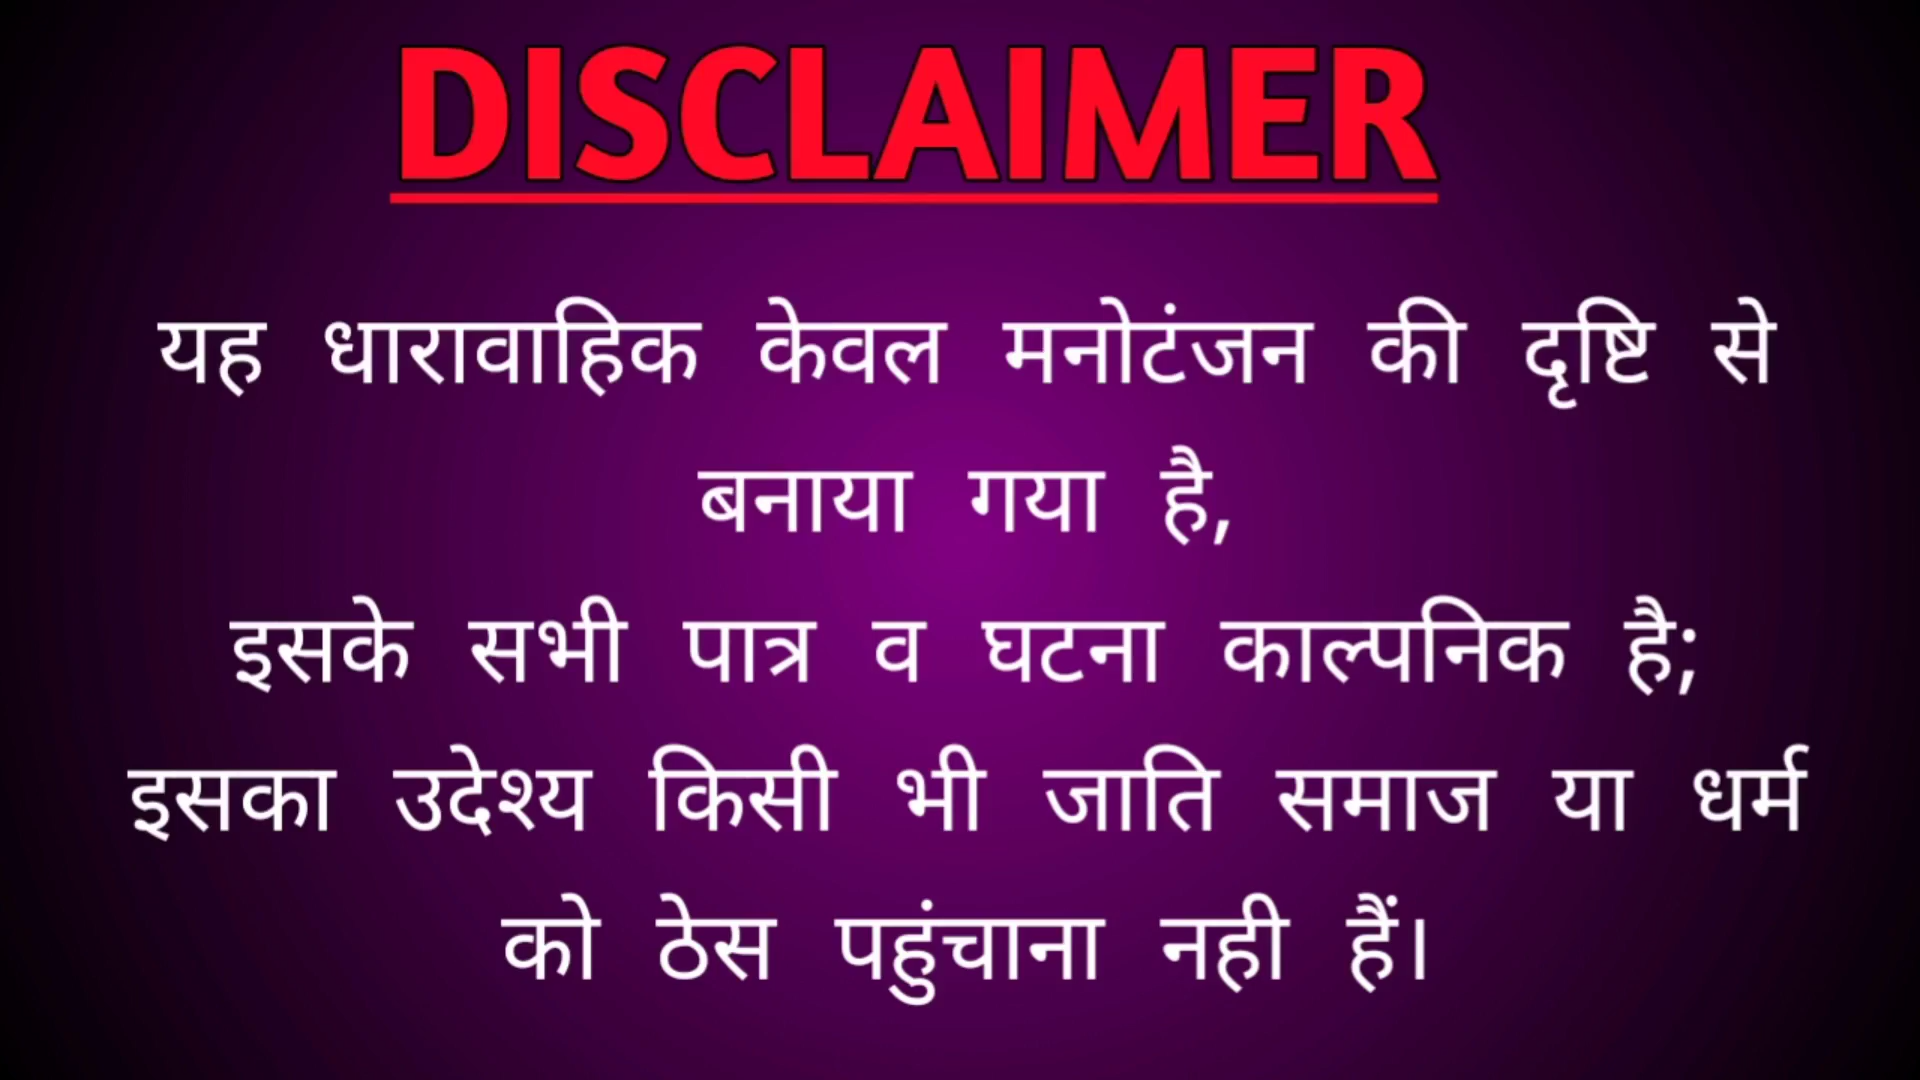 DISCLAIMER
यह धारावाहिक केवल मनोटंजन की दृष्टि से
बनाया गया है,
इसके सभी पात्र व घटना काल्पनिक है;
इसका उदेश्य किसी भी जाति समाज या धर्म
को ठेस पहुंचाना नही हैं।